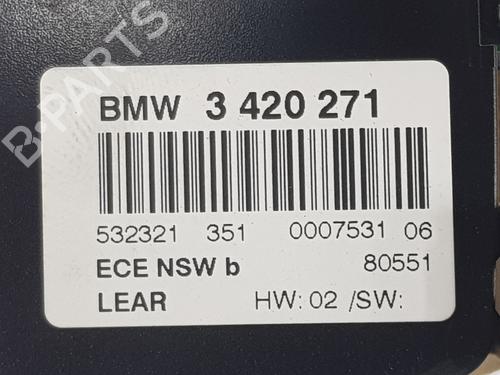 B·PARTS
BMW 3 420 271
532321 351 0007531 06
ECE NSW b 80551
LEAR HW: 02 /SW: